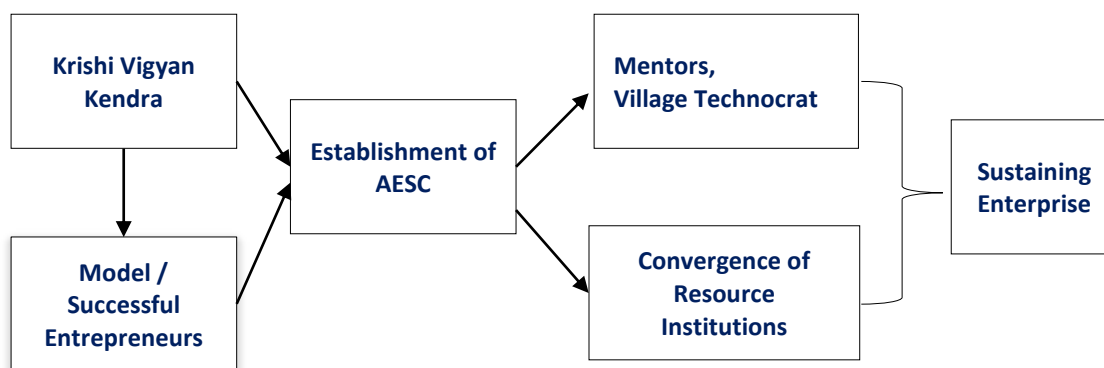 Krishi Vigyan
Kendra
Model /
Successful
Entrepreneurs
Establishment of
AESC
Mentors,
Village Technocrat
Convergence of
Resource
Institutions
Sustaining
Enterprise